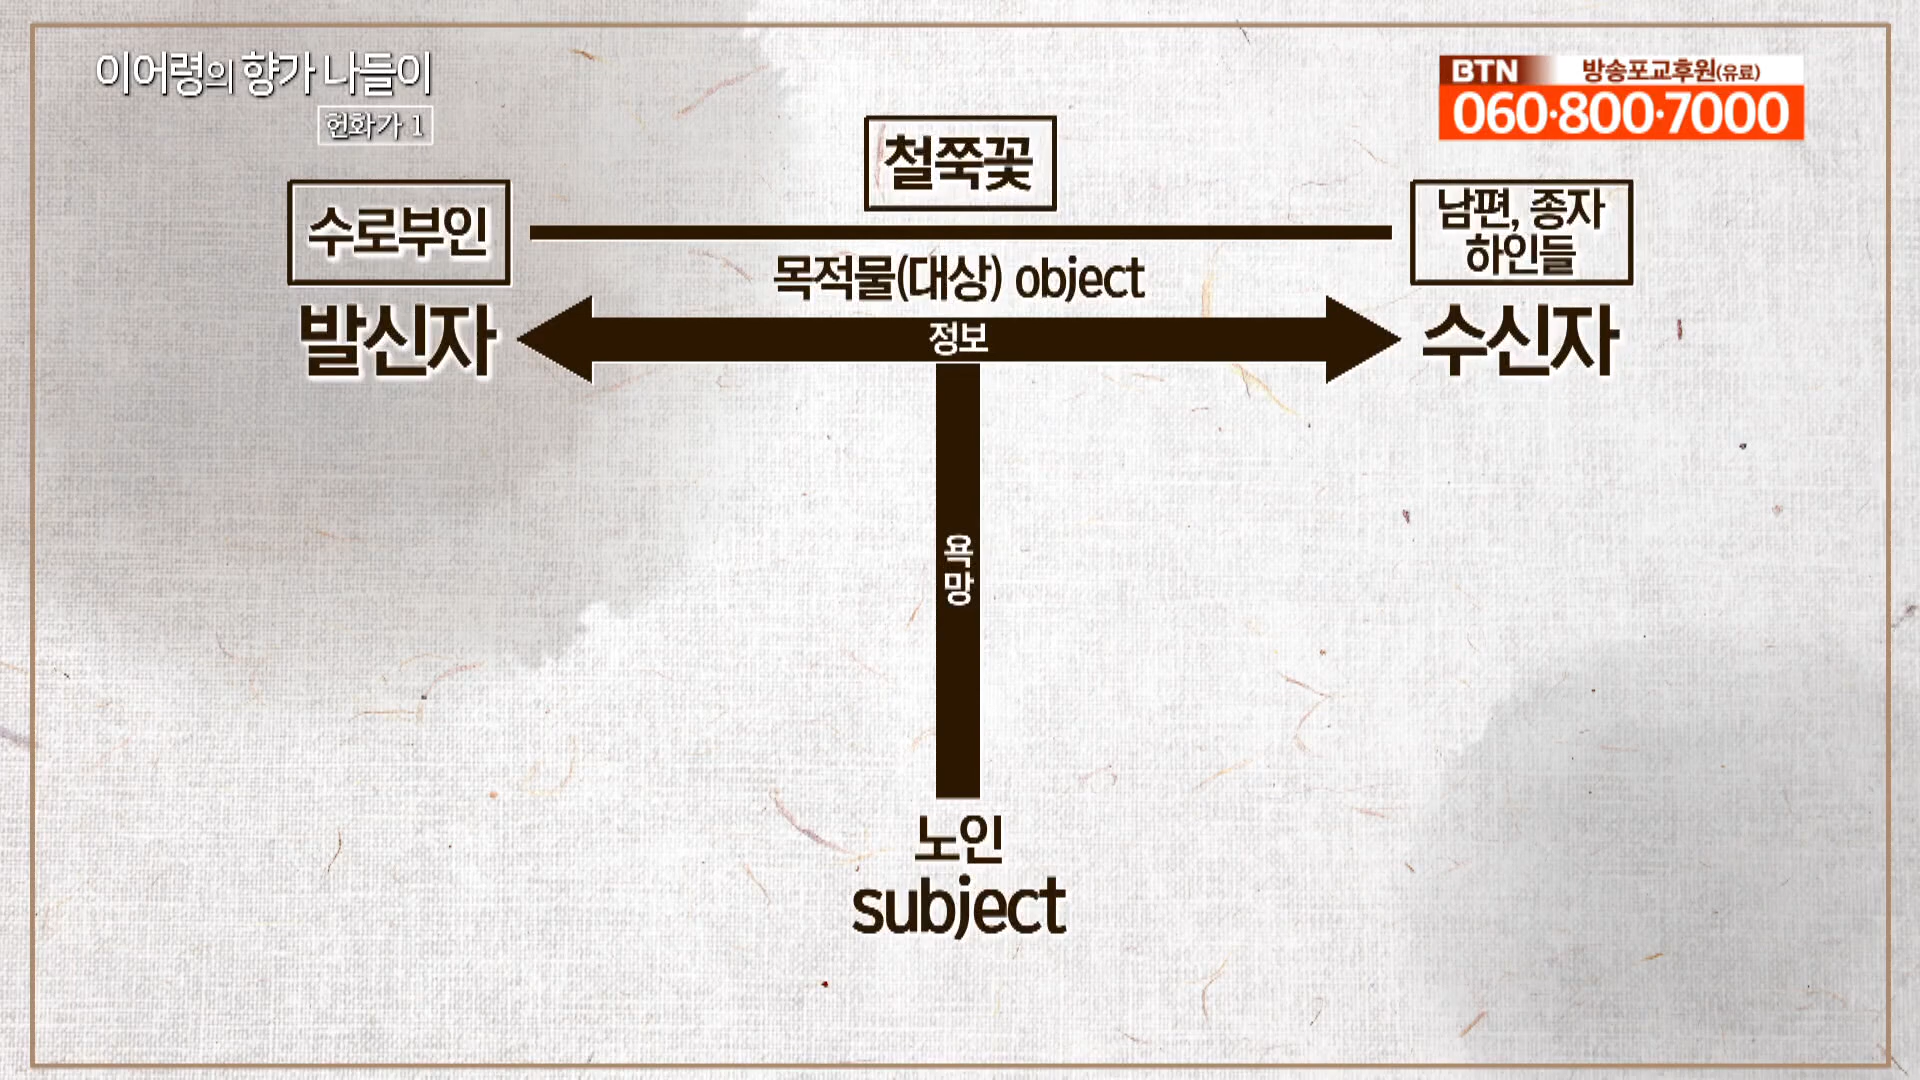 이어령의 향가 나들이
헌화가 1
BTN 방송포교후원(유료)
060·800·7000
철쭉꽃
수로부인
남편, 종자
하인들
목적물(대상) object
발신자
정보
수신자
욕망
노인
subject